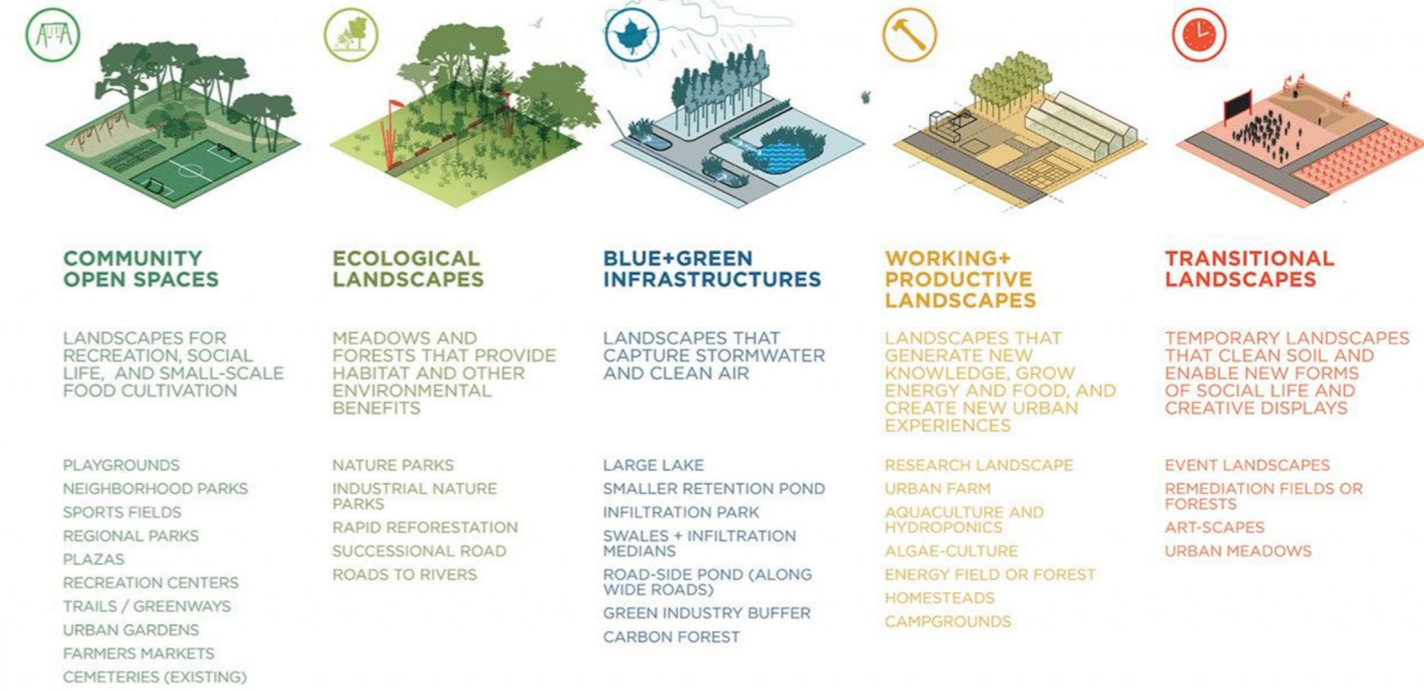 COMMUNITY
OPEN SPACES
LANDSCAPES FOR
RECREATION, SOCIAL
LIFE, AND SMALL-SCALE
FOOD CULTIVATION
PLAYGROUNDS
NEIGHBORHOOD PARKS
SPORTS FIELDS
REGIONAL PARKS
PLAZAS
RECREATION CENTERS
TRAILS / GREENWAYS
URBAN GARDENS
FARMERS MARKETS
CEMETERIES (EXISTING)
ECOLOGICAL
LANDSCAPES
MEADOWS AND
FORESTS THAT PROVIDE
HABITAT AND OTHER
ENVIRONMENTAL
BENEFITS
NATURE PARKS
INDUSTRIAL NATURE
PARKS
RAPID REFORESTATION
SUCCESSIONAL ROAD
ROADS TO RIVERS
BLUE+GREEN
INFRASTRUCTURES
LANDSCAPES THAT
CAPTURE STORMWATER
AND CLEAN AIR
LARGE LAKE
SMALLER RETENTION POND
INFILTRATION PARK
SWALES + INFILTRATION
MEDIANS
ROAD-SIDE POND (ALONG
WIDE ROADS)
GREEN INDUSTRY BUFFER
CARBON FOREST
WORKING+
PRODUCTIVE
LANDSCAPES
LANDSCAPES THAT
GENERATE NEW
KNOWLEDGE, GROW
ENERGY AND FOOD, AND
CREATE NEW URBAN
EXPERIENCES
RESEARCH LANDSCAPE
URBAN FARM
AQUACULTURE AND
HYDROPONICS
ALGAE-CULTURE
ENERGY FIELD OR FOREST
HOMESTEADS
CAMPGROUNDS
TRANSITIONAL
LANDSCAPES
TEMPORARY LANDSCAPES
THAT CLEAN SOIL AND
ENABLE NEW FORMS
OF SOCIAL LIFE AND
CREATIVE DISPLAYS
EVENT LANDSCAPES
REMEDIATION FIELDS OR
FORESTS
ART-SCAPES
URBAN MEADOWS